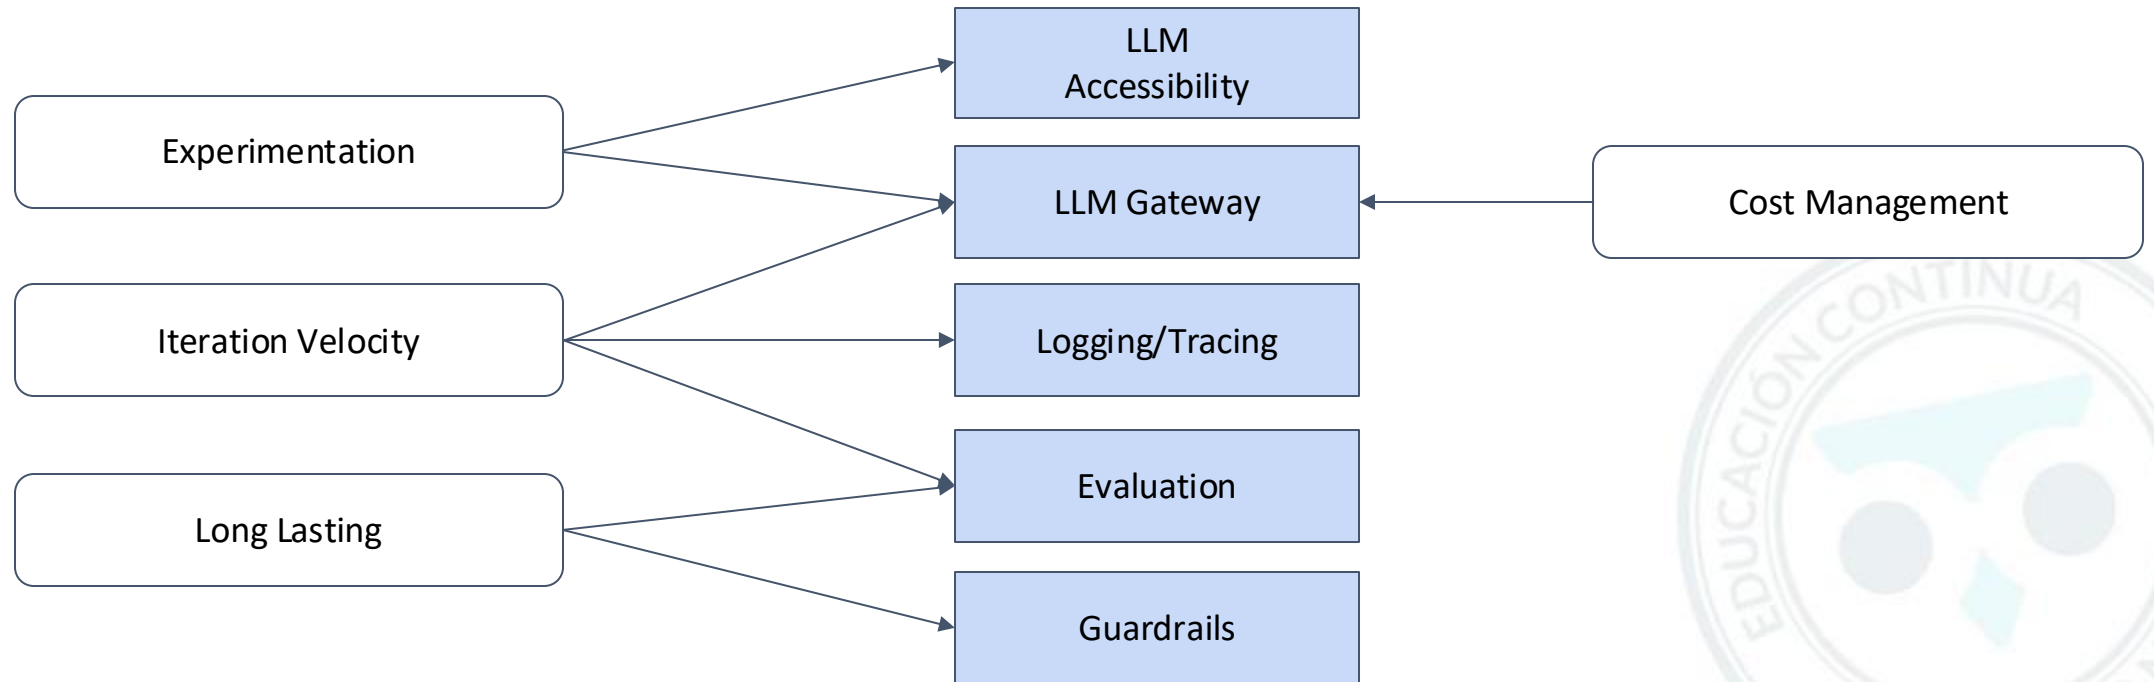 LLM
Accessibility
Experimentation
LLM Gateway
Cost Management
Iteration Velocity
Logging/Tracing
Evaluation
Long Lasting
Guardrails
EDUCACIÓN CONTINUA